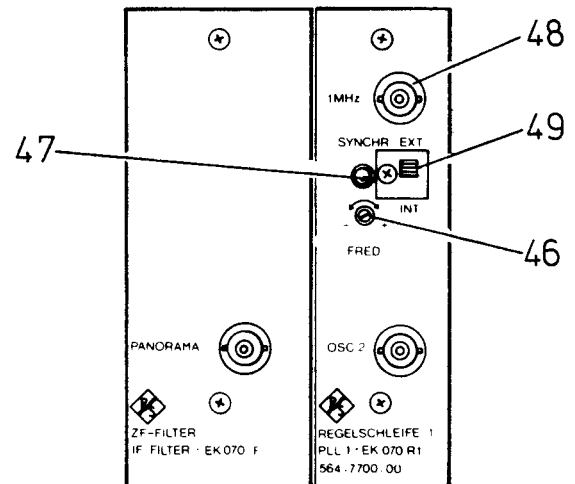 48
1MHz
SYNCHR EXT
49
47
INT
- +
46
FRED
PANORAMA
OSC 2
ZF-FILTER
IF FILTER · EK 070 F
REGELSCHLEIFE 1
PLL 1 · EK 070 R1
564.7700.00